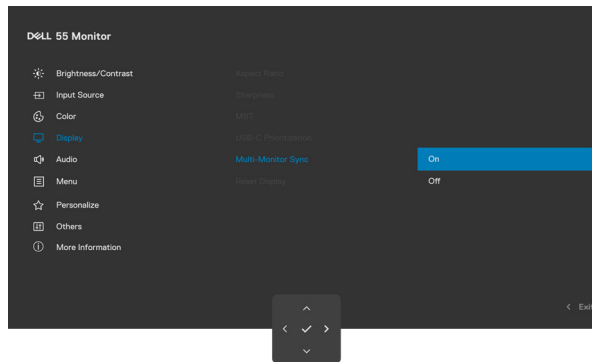 DELL 55 Monitor
Brightness/Contrast
Aspect Ratio
Input Source
Sharpness
Color
MST
Display
USB-C Prioritization
Audio
Multi-Monitor Sync
On
Menu
Reset Display
Off
Personalize
Others
More Information
Exit